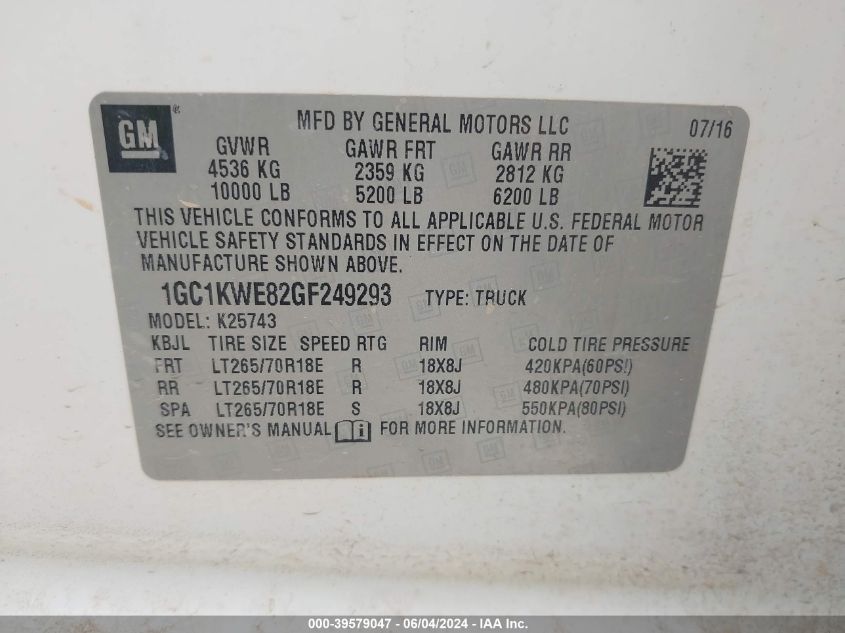 GM ®
MFD BY GENERAL MOTORS LLC 07/16
GVWR GAWR FRT GAWR RR
4536 KG 2359 KG 2812 KG
10000 LB 5200 LB 6200 LB
THIS VEHICLE CONFORMS TO ALL APPLICABLE U.S. FEDERAL MOTOR
VEHICLE SAFETY STANDARDS IN EFFECT ON THE DATE OF
MANUFACTURE SHOWN ABOVE.
1GC1KWE82GF249293 TYPE: TRUCK
MODEL: K25743
KBJL TIRE SIZE SPEED RTG RIM COLD TIRE PRESSURE
FRT LT265/70R18E R 18X8J 420KPA(60PSI)
RR LT265/70R18E R 18X8J 480KPA(70PSI)
SPA LT265/70R18E S 18X8J 550KPA(80PSI)
SEE OWNER'S MANUAL i FOR MORE INFORMATION.
000-39579047 - 06/04/2024 - IAA Inc.